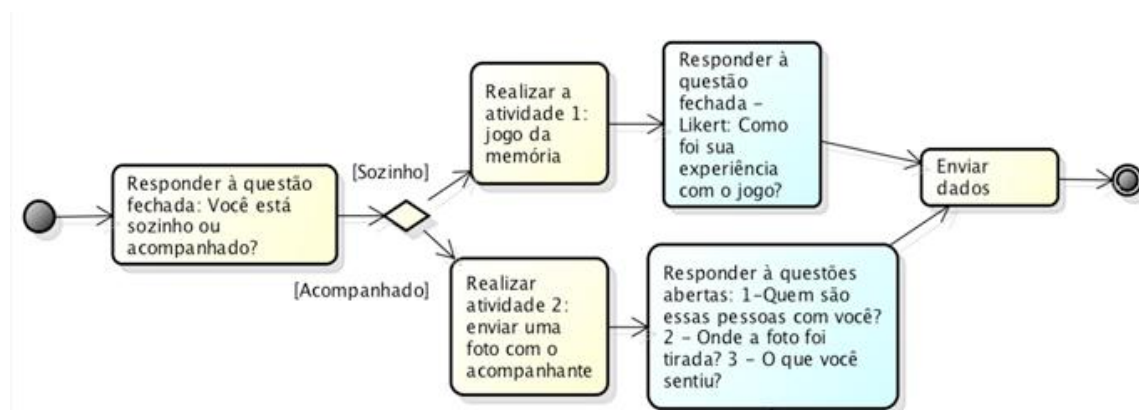 Responder à questão
fechada: Você está
sozinho ou
acompanhado?
[Sozinho]
[Acompanhado]
Realizar a
atividade 1:
jogo da
memória
Responder à
questão
fechada –
Likert: Como
foi sua
experiência
com o jogo?
Realizar
atividade 2:
enviar uma
foto com o
acompanhante
Responder à questões
abertas: 1-Quem são
essas pessoas com você?
2 - Onde a foto foi
tirada? 3 - O que você
sentiu?
Enviar
dados